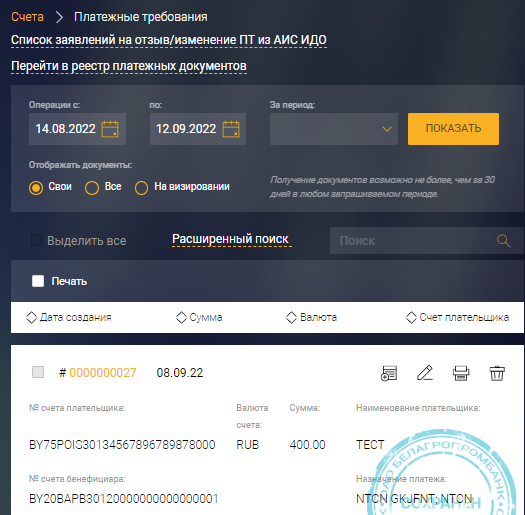 Счета > Платежные требования
Список заявлений на отзыв/изменение ПТ из АИС ИДО
Перейти в реестр платежных документов
Операции с: по: За период:
14.08.2022 12.09.2022 ПОКАЗАТЬ
Отображать документы:
Свои Все На визировании
Получение документов возможно не более, чем за 30
дней в любом запрашиваемом периоде.
Выделить все Расширенный поиск Поиск
Печать
Дата создания Сумма Валюта Счет плательщика
# 0000000027 08.09.22
№ счета плательщика: Валюта счета: Сумма: Наименование плательщика:
BY75POIS30134567896789878000 RUB 400.00 ТЕСТ
№ счета бенефициара: Назначение платежа:
BY20BAPB30120000000000000001 NTCN GKJFNT; NTCN
ОАО БЕЛАГРОПРОМБАНК
СОХРАНЕН